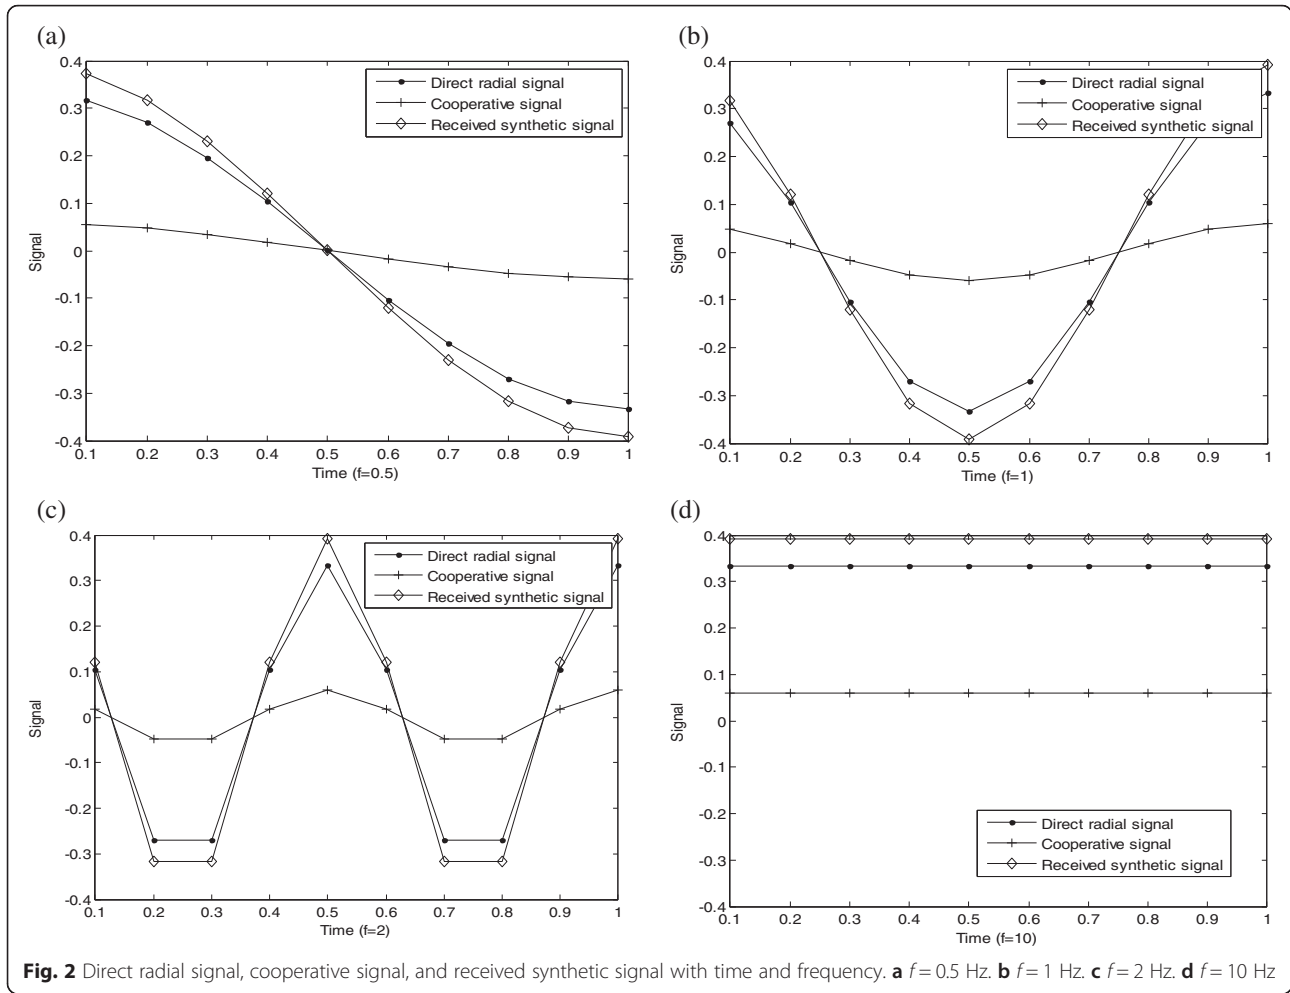 (a)
0.4
0.3
0.2
0.1
0
-0.1
-0.2
-0.3
-0.4
Signal
Direct radial signal
Cooperative signal
Received synthetic signal
0.1 0.2 0.3 0.4 0.5 0.6 0.7 0.8 0.9 1
Time (f=0.5)
(b)
0.4
0.3
0.2
0.1
0
-0.1
-0.2
-0.3
-0.4
Signal
Direct radial signal
Cooperative signal
Received synthetic signal
0.1 0.2 0.3 0.4 0.5 0.6 0.7 0.8 0.9 1
Time (f=1)
(c)
0.4
0.3
0.2
0.1
0
-0.1
-0.2
-0.3
-0.4
Signal
Direct radial signal
Cooperative signal
Received synthetic signal
0.1 0.2 0.3 0.4 0.5 0.6 0.7 0.8 0.9 1
Time (f=2)
(d)
0.4
0.3
0.2
0.1
0
-0.1
-0.2
-0.3
-0.4
Signal
Direct radial signal
Cooperative signal
Received synthetic signal
0.1 0.2 0.3 0.4 0.5 0.6 0.7 0.8 0.9 1
Time (f=10)
Fig. 2 Direct radial signal, cooperative signal, and received synthetic signal with time and frequency. a f = 0.5 Hz. b f = 1 Hz. c f = 2 Hz. d f = 10 Hz